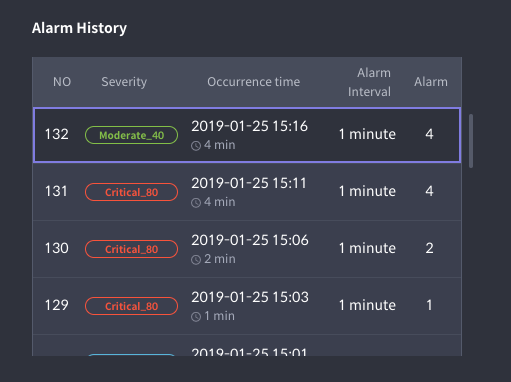 Alarm History
NO Severity Occurrence time Alarm Interval Alarm
132 Moderate_40 2019-01-25 15:16 1 minute 4
4 min
131 Critical_80 2019-01-25 15:11 1 minute 4
4 min
130 Critical_80 2019-01-25 15:06 1 minute 2
2 min
129 Critical_80 2019-01-25 15:03 1 minute 1
1 min
2019-01-25 15:01